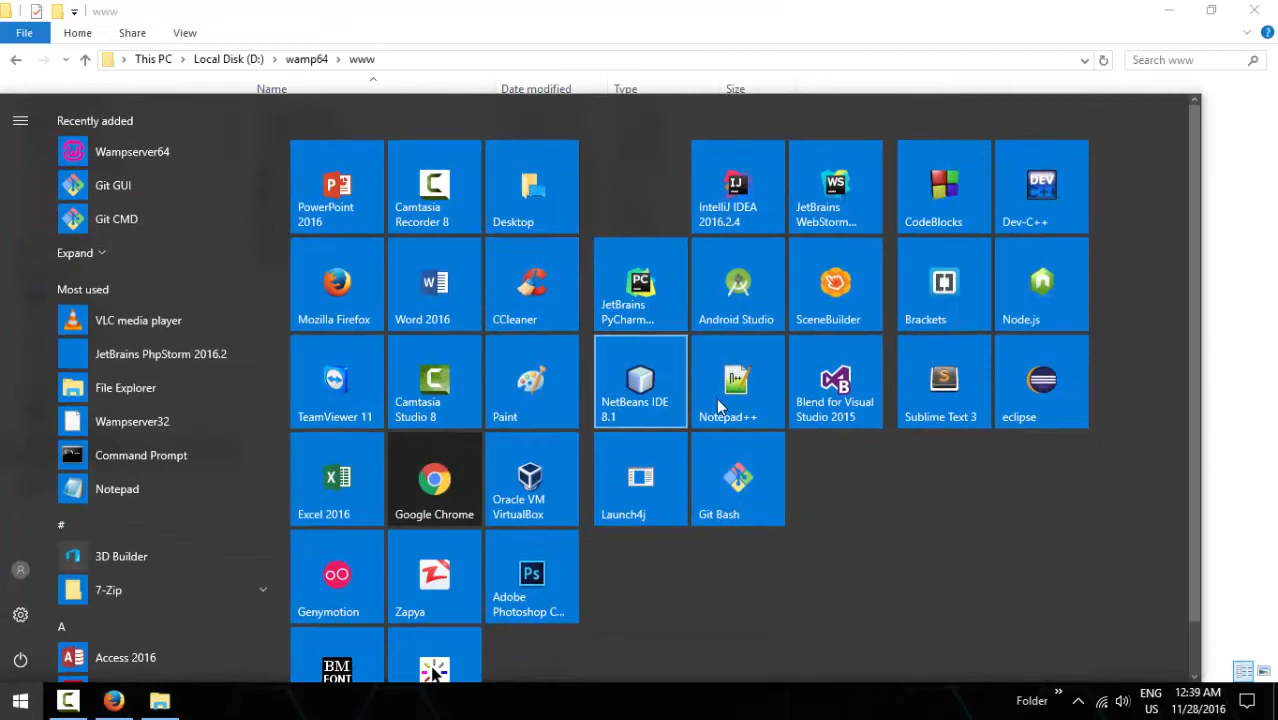 www
File
Home
Share
View
This PC
Local Disk (D:)
wamp64
www
Search www
Name
Date modified
Type
Size
Recently added
Wampserver64
Git GUI
Git CMD
Expand
Most used
VLC media player
JetBrains PhpStorm 2016.2
File Explorer
Wampserver32
Command Prompt
Notepad
#
3D Builder
7-Zip
A
Access 2016
PowerPoint
2016
Camtasia
Recorder 8
Desktop
IJ
IntelliJ IDEA
2016.2.4
WS
JetBrains
WebStorm...
CodeBlocks
DEV
C++
Dev-C++
Mozilla Firefox
Word 2016
CCleaner
PC
JetBrains
PyCharm...
Android Studio
SceneBuilder
Brackets
Node.js
TeamViewer 11
Camtasia
Studio 8
Paint
NetBeans IDE
8.1
Notepad++
Blend for Visual
Studio 2015
Sublime Text 3
eclipse
Excel 2016
Google Chrome
Oracle VM
VirtualBox
Launch4j
Git Bash
Genymotion
Zapya
Ps
Adobe
Photoshop C...
BM
FONT
Folder
ENG
US
12:39 AM
11/28/2016